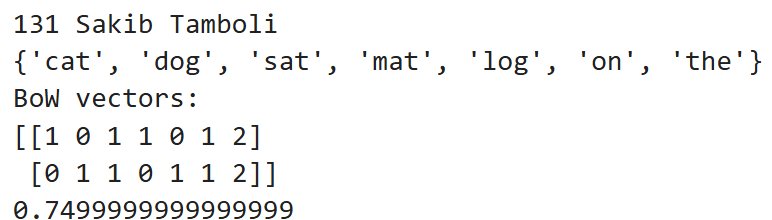 131 Sakib Tamboli
{'cat', 'dog', 'sat', 'mat', 'log', 'on', 'the'}
BoW vectors:
[[1 0 1 1 0 1 2]
[0 1 1 0 1 1 2]]
0.7499999999999999